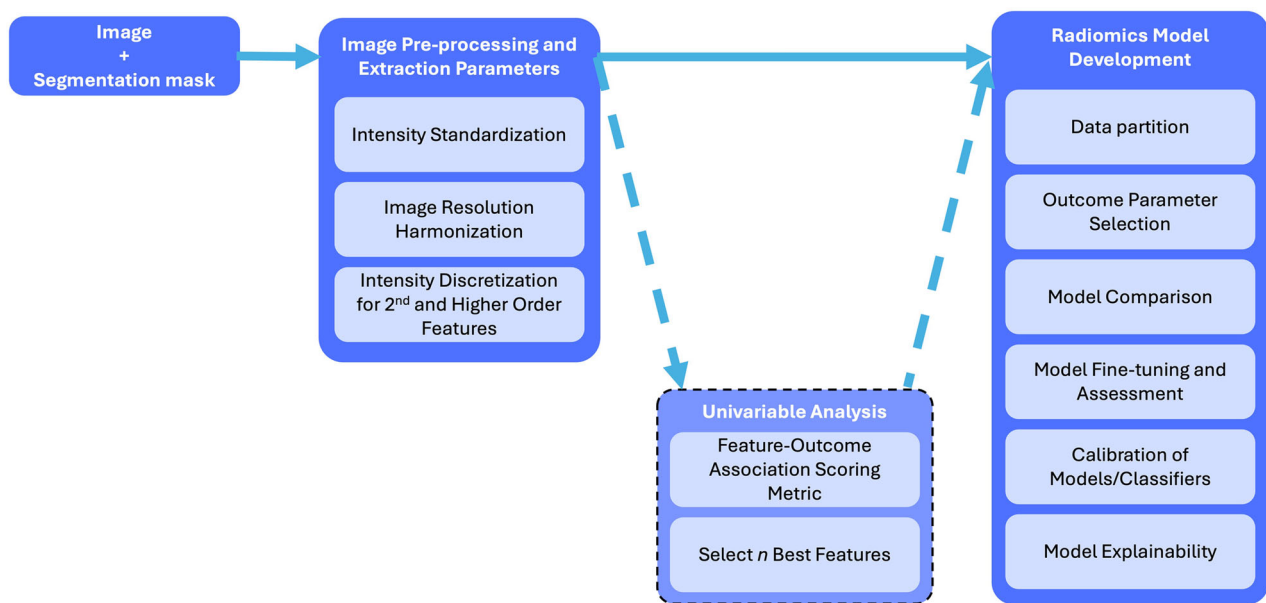 Image
+
Segmentation mask
Image Pre-processing and
Extraction Parameters
Intensity Standardization
Image Resolution
Harmonization
Intensity Discretization
for 2nd and Higher Order
Features
Univariable Analysis
Feature-Outcome
Association Scoring
Metric
Select n Best Features
Radiomics Model
Development
Data partition
Outcome Parameter
Selection
Model Comparison
Model Fine-tuning and
Assessment
Calibration of
Models/Classifiers
Model Explainability